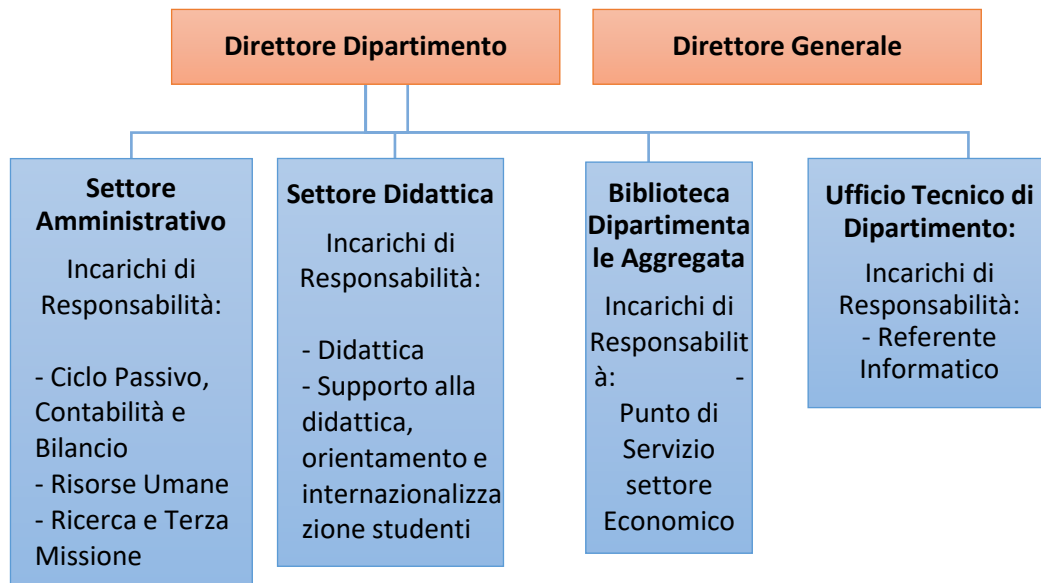 Direttore Dipartimento
Direttore Generale
Settore
Amministrativo
Incarichi di
Responsabilità:
- Ciclo Passivo,
Contabilità e
Bilancio
- Risorse Umane
- Ricerca e Terza
Missione
Settore Didattica
Incarichi di
Responsabilità:
- Didattica
- Supporto alla
didattica,
orientamento e
internazionalizza
zione studenti
Biblioteca
Dipartimenta
le Aggregata
Incarichi di
Responsabilit
à: -
Punto di
Servizio
settore
Economico
Ufficio Tecnico di
Dipartimento:
Incarichi di
Responsabilità:
- Referente
Informatico